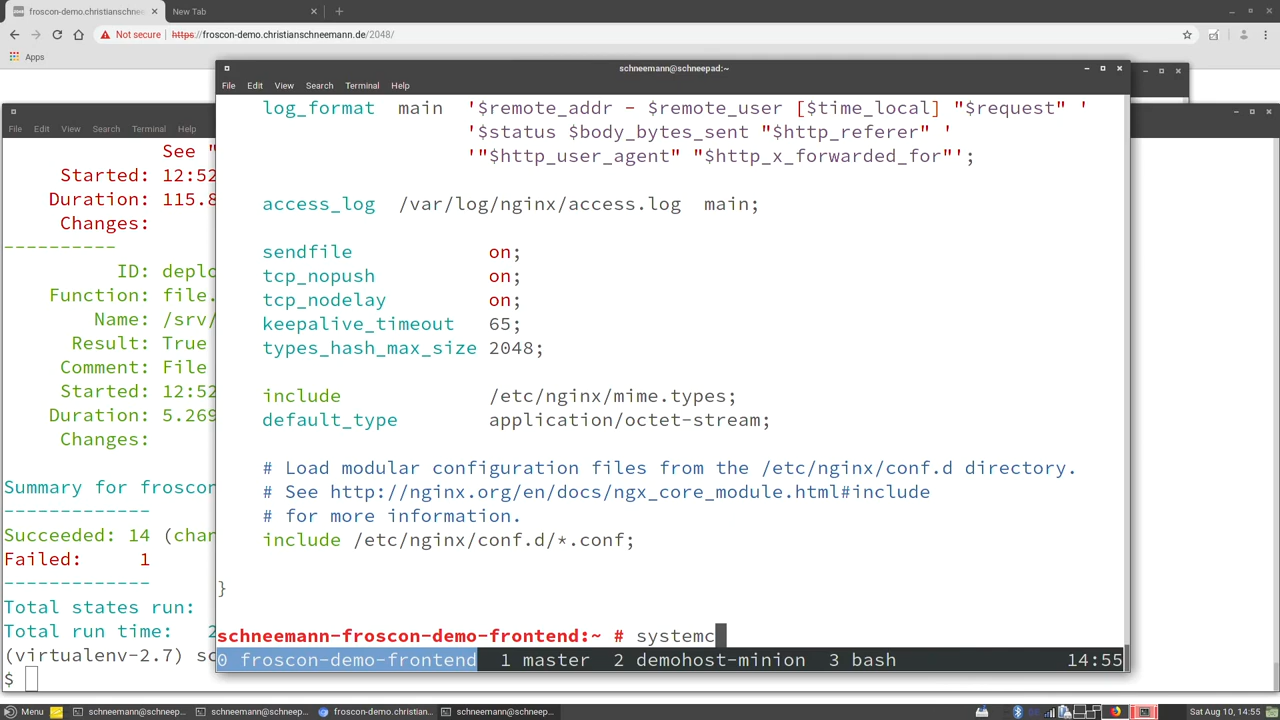 froscon-demo.christianschneem
New Tab
Not secure
https://froscon-demo.christianschneemann.de/2048/
Apps
schneemann@schneepad:~
File Edit View Search Terminal Help
log_format main '$remote_addr - $remote_user [$time_local] "$request" '
'$status $body_bytes_sent "$http_referer" '
'"$http_user_agent" "$http_x_forwarded_for"';
access_log /var/log/nginx/access.log main;
sendfile on;
tcp_nopush on;
tcp_nodelay on;
keepalive_timeout 65;
types_hash_max_size 2048;
include /etc/nginx/mime.types;
default_type application/octet-stream;
# Load modular configuration files from the /etc/nginx/conf.d directory.
# See http://nginx.org/en/docs/ngx_core_module.html#include
# for more information.
include /etc/nginx/conf.d/*.conf;
}
schneemann-froscon-demo-frontend:~ # systemc
0 froscon-demo-frontend 1 master 2 demohost-minion 3 bash 14:55
File Edit View Search Terminal Help
See "
Started: 12:52
Duration: 115.8
Changes:
----------
ID: deplo
Function: file.
Name: /srv/
Result: True
Comment: File
Started: 12:52
Duration: 5.269
Changes:
Summary for froscon
-------------
Succeeded: 14 (chan
Failed: 1
-------------
Total states run:
Total run time: 2
(virtualenv-2.7) sc
$
Menu
schneemann@schneep...
schneemann@schneep...
froscon-demo.christian...
schneemann@schneep...
Sat Aug 10, 14:55